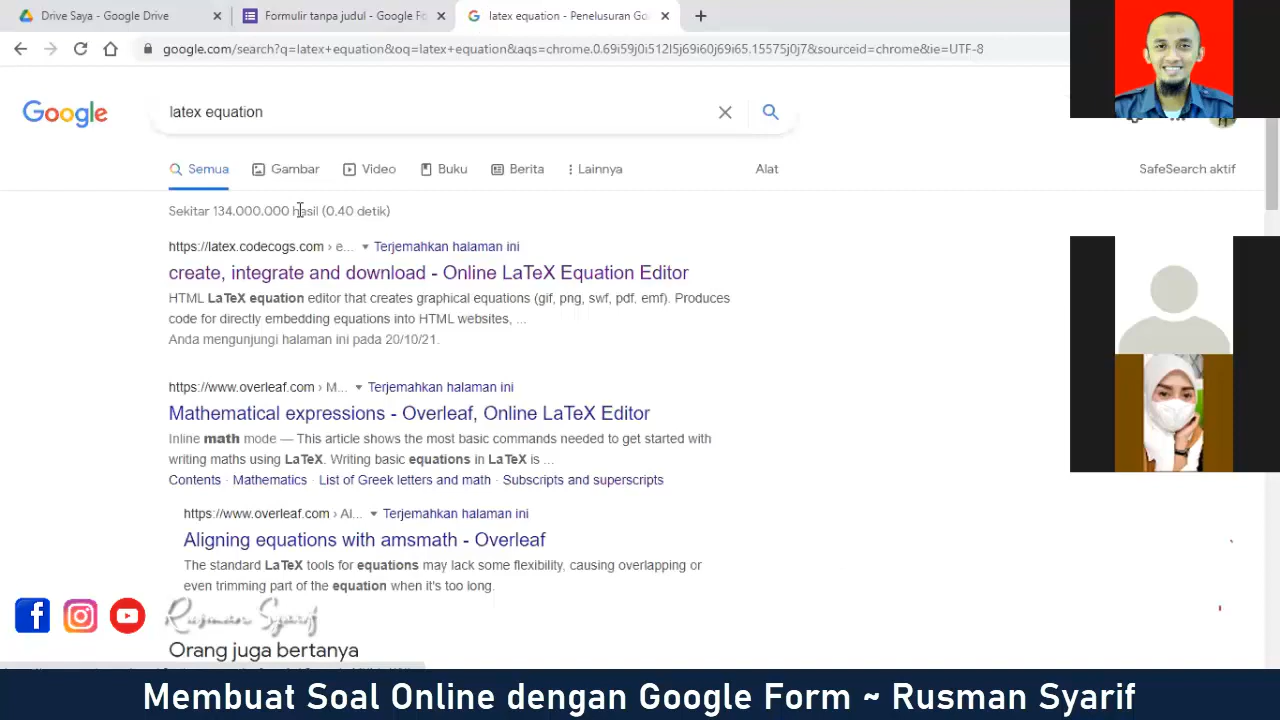 Drive Saya - Google Drive
Formulir tanpa judul - Google Fo
latex equation - Penelusuran Go
google.com/search?q=latex+equation&oq=latex+equation&aqs=chrome.0.69i59j0i512l5j69i60j69i65.15575j0j7&sourceid=chrome&ie=UTF-8
Google
latex equation
Semua
Gambar
Video
Buku
Berita
Lainnya
Alat
SafeSearch aktif
Sekitar 134.000.000 hasil (0.40 detik)
https://latex.codecogs.com › e... Terjemahkan halaman ini
create, integrate and download - Online LaTeX Equation Editor
HTML LaTeX equation editor that creates graphical equations (gif, png, swf, pdf, emf). Produces
code for directly embedding equations into HTML websites, ...
Anda mengunjungi halaman ini pada 20/10/21.
https://www.overleaf.com › M... Terjemahkan halaman ini
Mathematical expressions - Overleaf, Online LaTeX Editor
Inline math mode — This article shows the most basic commands needed to get started with
writing maths using LaTeX. Writing basic equations in LaTeX is ...
Contents · Mathematics · List of Greek letters and math · Subscripts and superscripts
https://www.overleaf.com › Al... Terjemahkan halaman ini
Aligning equations with amsmath - Overleaf
The standard LaTeX tools for equations may lack some flexibility, causing overlapping or
even trimming part of the equation when it's too long.
Rusman Syarif
Orang juga bertanya
Membuat Soal Online dengan Google Form ~ Rusman Syarif